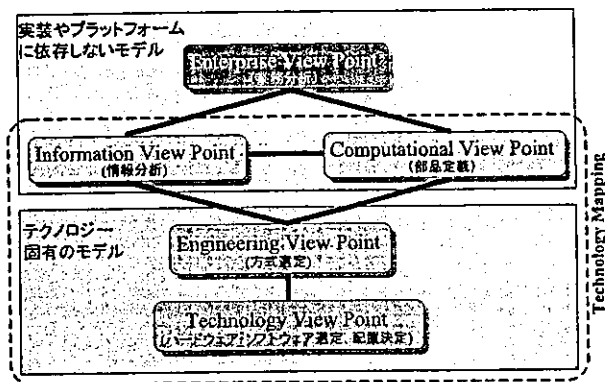 実装やプラットフォーム
に依存しないモデル
Enterprise View Point
(業務分析)
Information View Point
(情報分析)
Computational View Point
(部品定義)
テクノロジー
固有のモデル
Engineering View Point
(方式選定)
Technology View Point
(ハードウェア・ソフトウェア選定、配置決定)
Technology Mapping